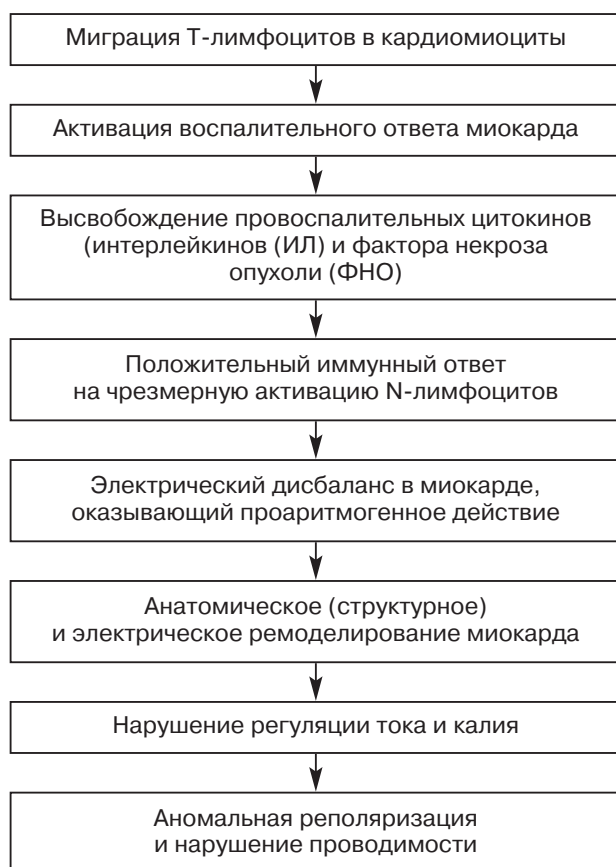 Миграция Т-лимфоцитов в кардиомиоциты
Активация воспалительного ответа миокарда
Высвобождение провоспалительных цитокинов
(интерлейкинов (ИЛ) и фактора некроза
опухоли (ФНО)
Положительный иммунный ответ
на чрезмерную активацию N-лимфоцитов
Электрический дисбаланс в миокарде,
оказывающий проаритмогенное действие
Анатомическое (структурное)
и электрическое ремоделирование миокарда
Нарушение регуляции тока и калия
Аномальная реполяризация
и нарушение проводимости